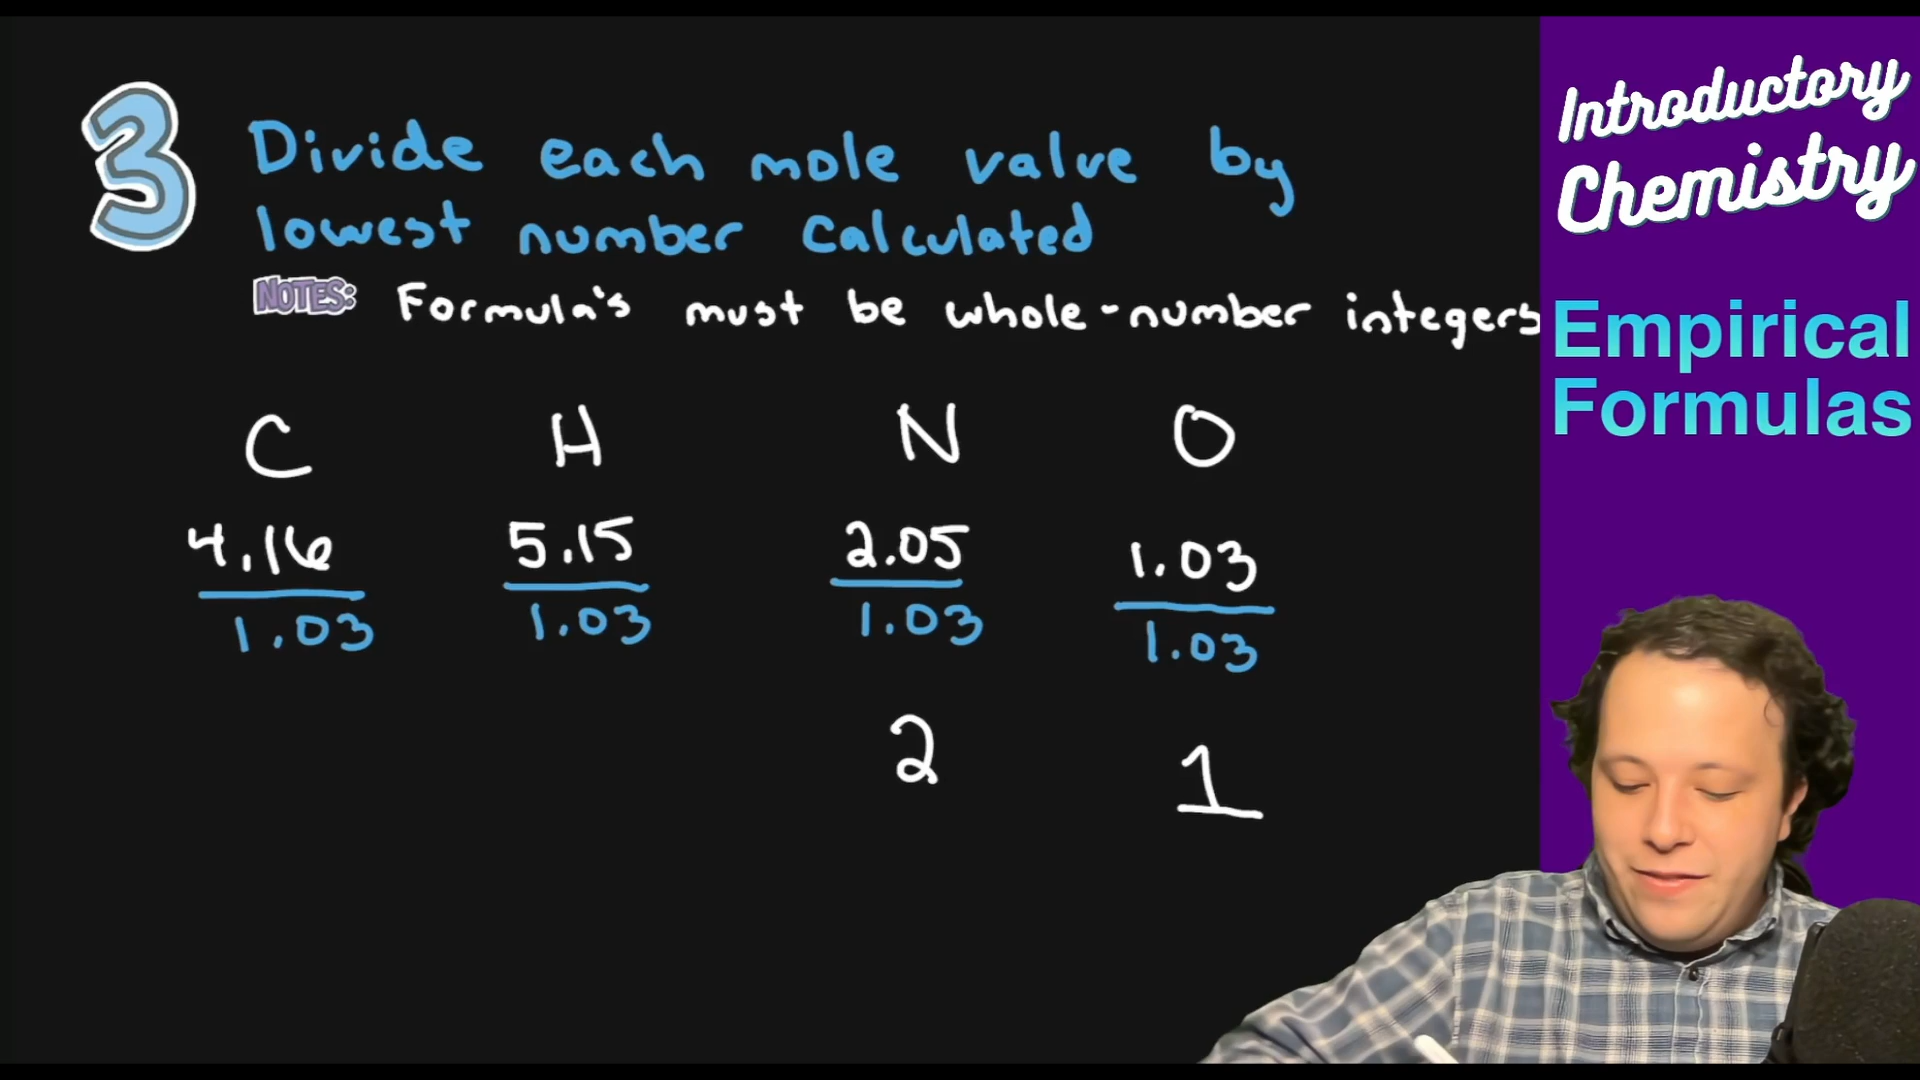 3 Divide each mole value by
lowest number calculated
NOTES: Formula's must be whole-number integers
C H N O
4.16 5.15 2.05 1.03
1.03 1.03 1.03 1.03
2 1
Introductory
Chemistry
Empirical
Formulas